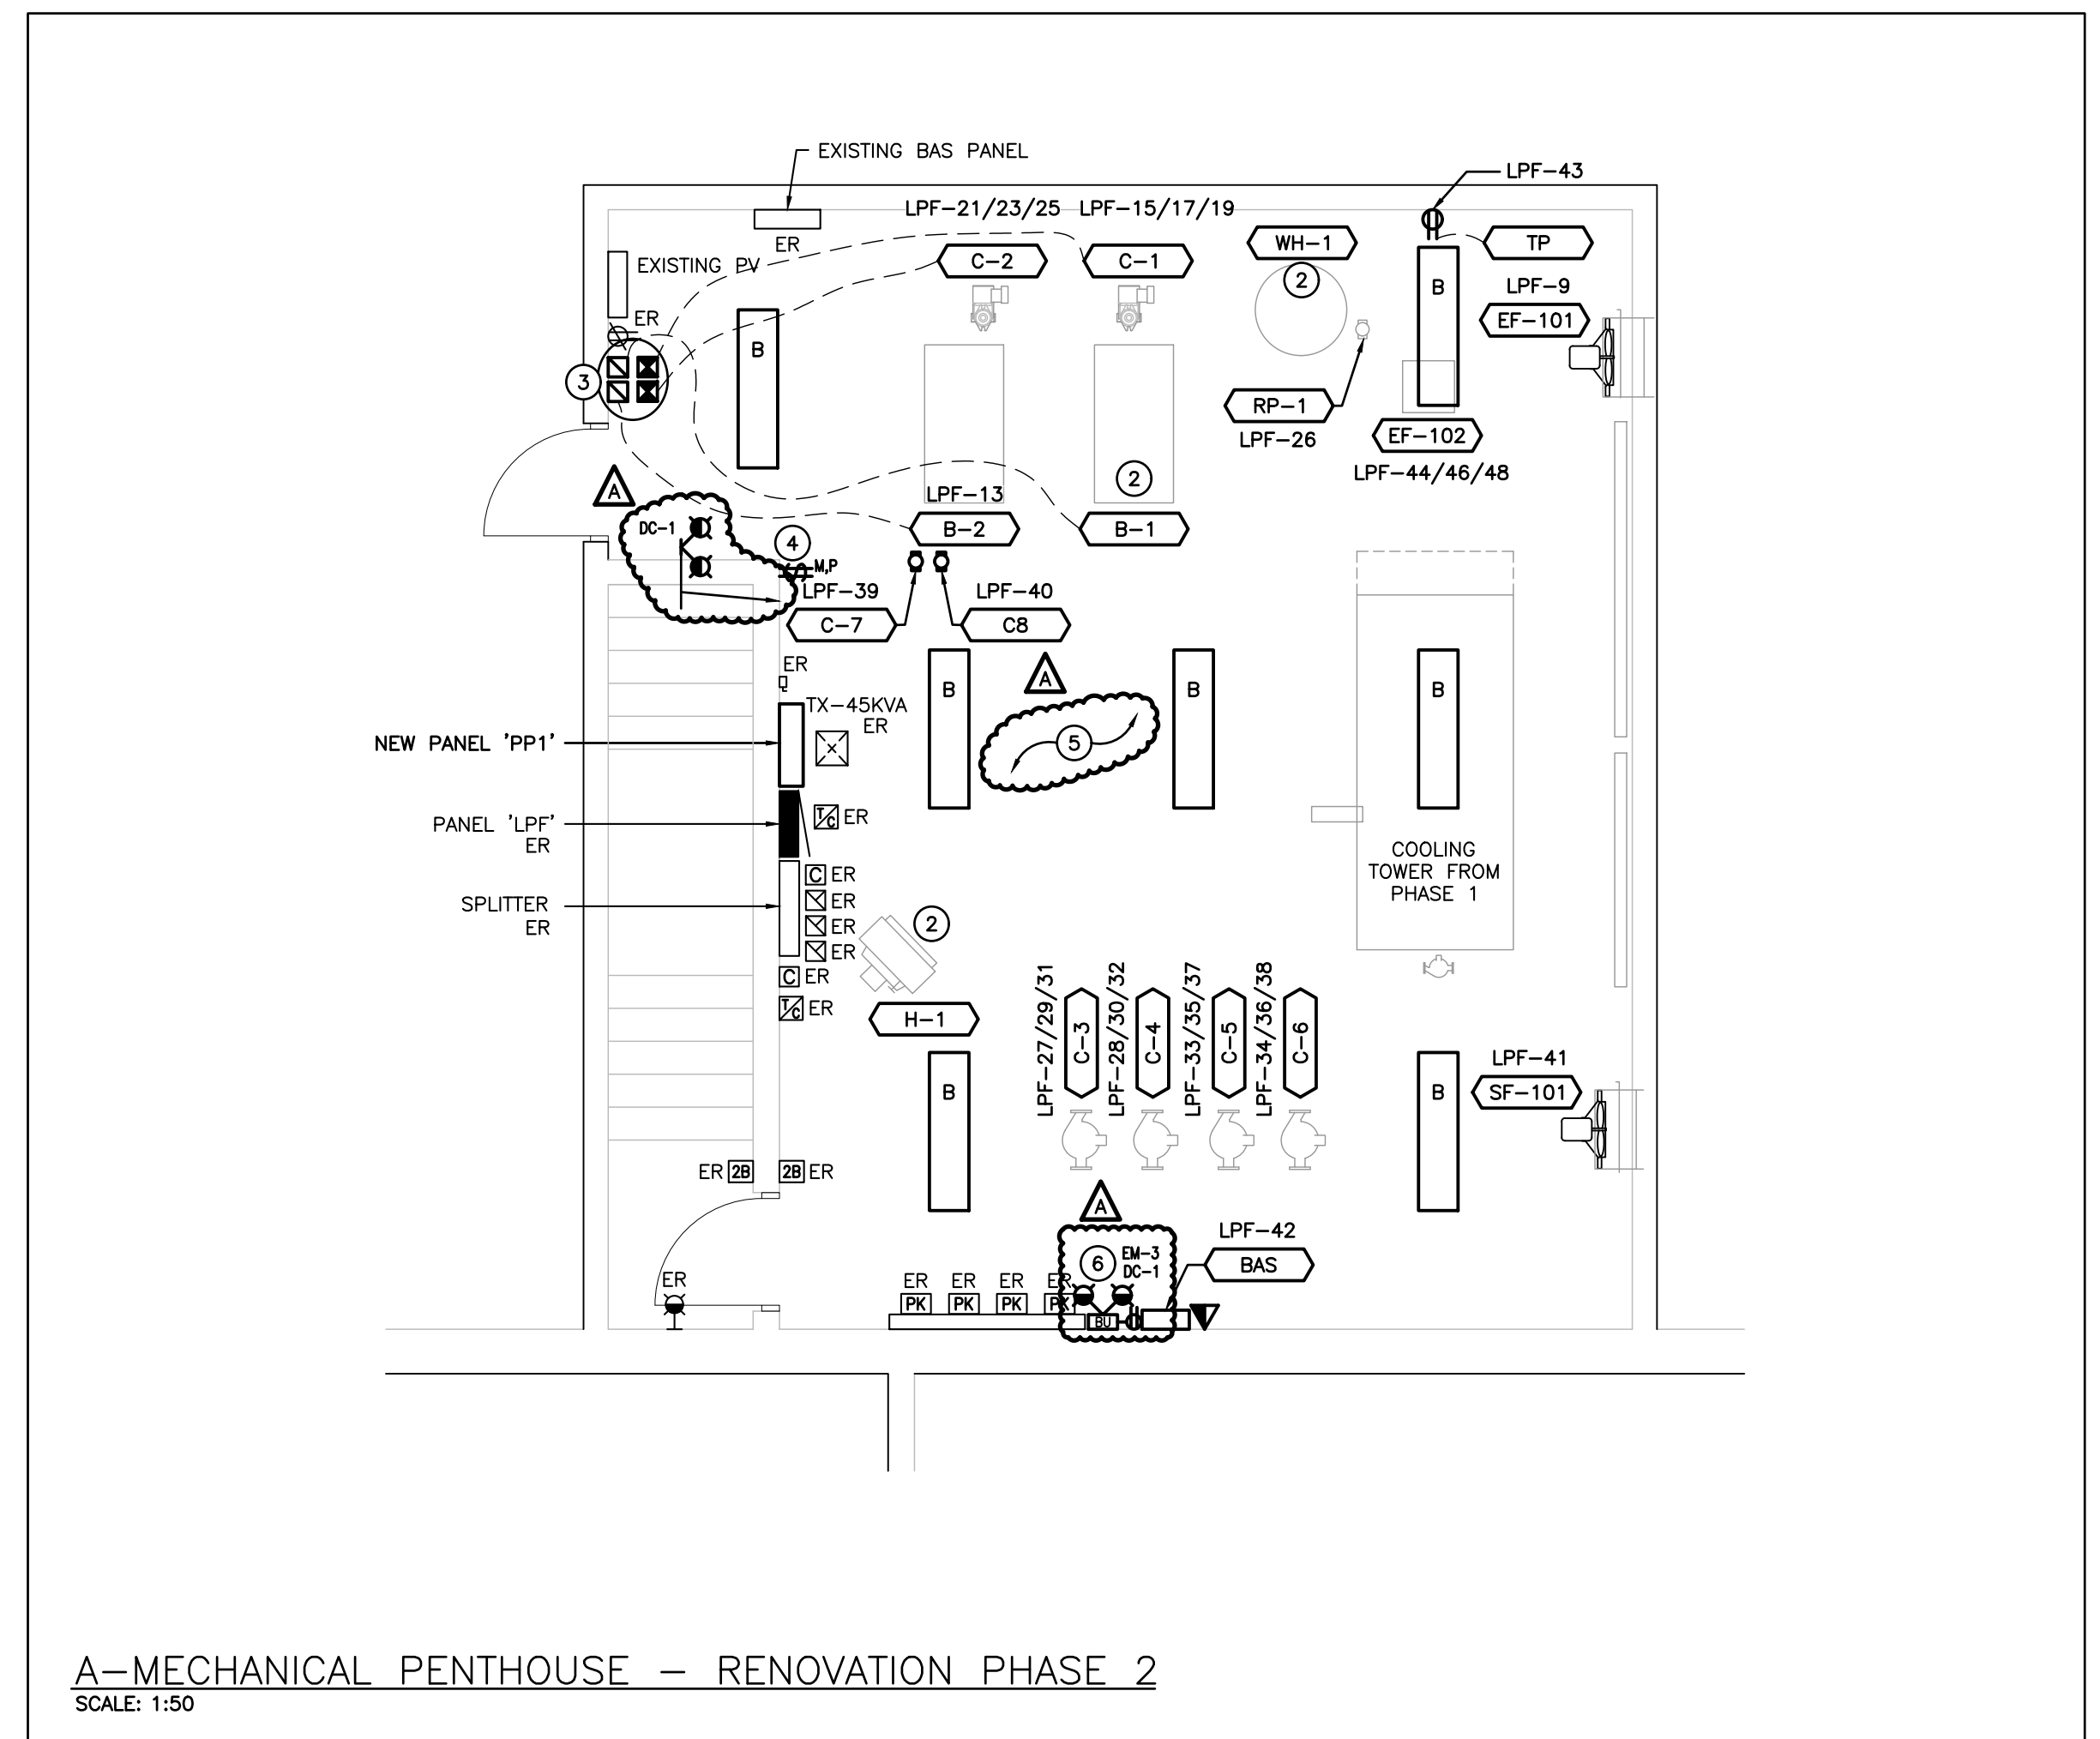 EXISTING BAS PANEL
LPF-43
LPF-21/23/25
LPF-15/17/19
ER
WH-1
TP
EXISTING PV
C-2
C-1
2
B
LPF-9
ER
EF-101
B
3
RP-1
LPF-26
EF-102
LPF-44/46/48
2
A
LPF-13
DC-1
4
B-2
B-1
M,P
LPF-39
LPF-40
C-7
C8
ER
A
B
B
B
TX-45KVA
ER
NEW PANEL 'PP1'
5
X
PANEL 'LPF'
ER
T/C ER
COOLING
TOWER FROM
PHASE 1
C ER
ER
ER
ER
SPLITTER
ER
2
C ER
T/C ER
H-1
LPF-27/29/31
C-3
LPF-28/30/32
C-4
LPF-33/35/37
C-5
LPF-34/36/38
C-6
B
B
LPF-41
SF-101
ER 2B
2B ER
A
LPF-42
6
EM-3
DC-1
BAS
ER
ER
ER
ER
ER
PK
PK
PK
PK
BU
A-MECHANICAL PENTHOUSE - RENOVATION PHASE 2
SCALE: 1:50